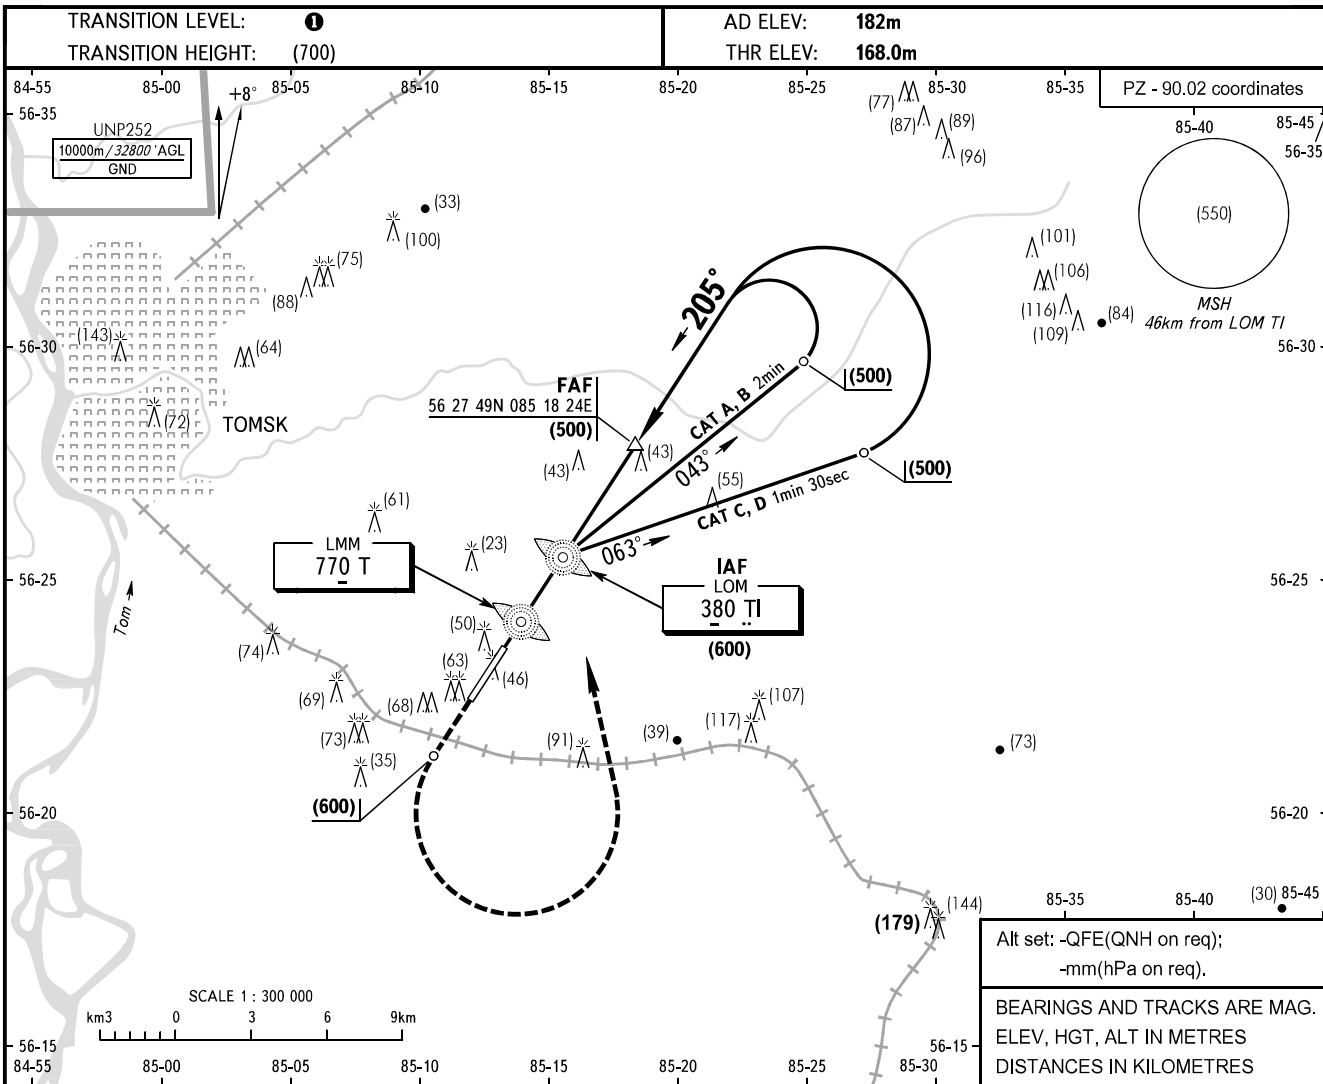 TRANSITION LEVEL: 1
TRANSITION HEIGHT: (700)
AD ELEV: 182m
THR ELEV: 168.0m
84-55 85-00 85-05 85-10 85-15 85-20 85-25 85-30 85-35
PZ - 90.02 coordinates
85-40 85-45
56-35
56-35
+8°
UNP252
10000m/32800 'AGL
GND
(77)
(87)
(89)
(96)
(33)
(100)
(550)
MSH
46km from LOM TI
(101)
(106)
(116)
(109)
(84)
(75)
(88)
(143)
(64)
56-30
56-30
205°
(72)
TOMSK
FAF
56 27 49N 085 18 24E
(500)
(500)
CAT A, B 2min
043°
(43)
(43)
(500)
(55)
CAT C, D 1min 30sec
063°
(61)
(23)
LMM
770 T
IAF
LOM
380 TI
(600)
56-25
56-25
Tom
(50)
(74)
(63)
(46)
(69)
(68)
(107)
(117)
(73)
(91)
(39)
(73)
(35)
(600)
56-20
56-20
85-35 85-40 (30) 85-45
(144)
(179)
Alt set: -QFE(QNH on req);
-mm(hPa on req).
SCALE 1 : 300 000
km3 0 3 6 9km
BEARINGS AND TRACKS ARE MAG.
ELEV, HGT, ALT IN METRES
DISTANCES IN KILOMETRES
56-15
56-15
84-55 85-00 85-05 85-10 85-15 85-20 85-25 85-30